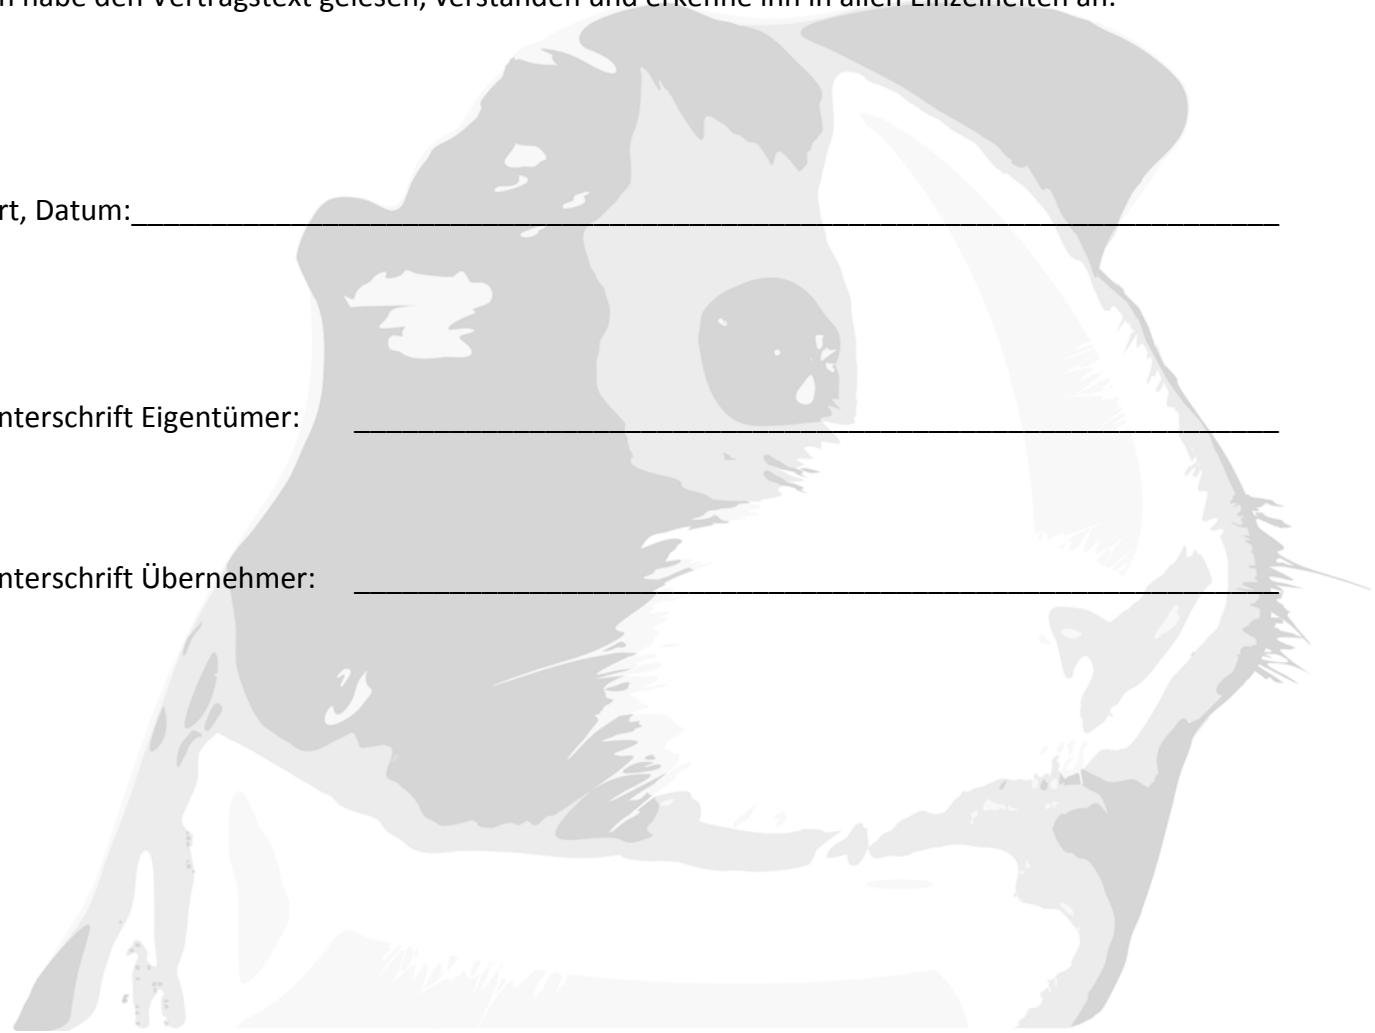 h habe den Vertragstext gelesen, verstanden und erkenne ihn in allen Einzelheiten an.
rt, Datum:
nterschrift Eigentümer:
nterschrift Übernehmer: